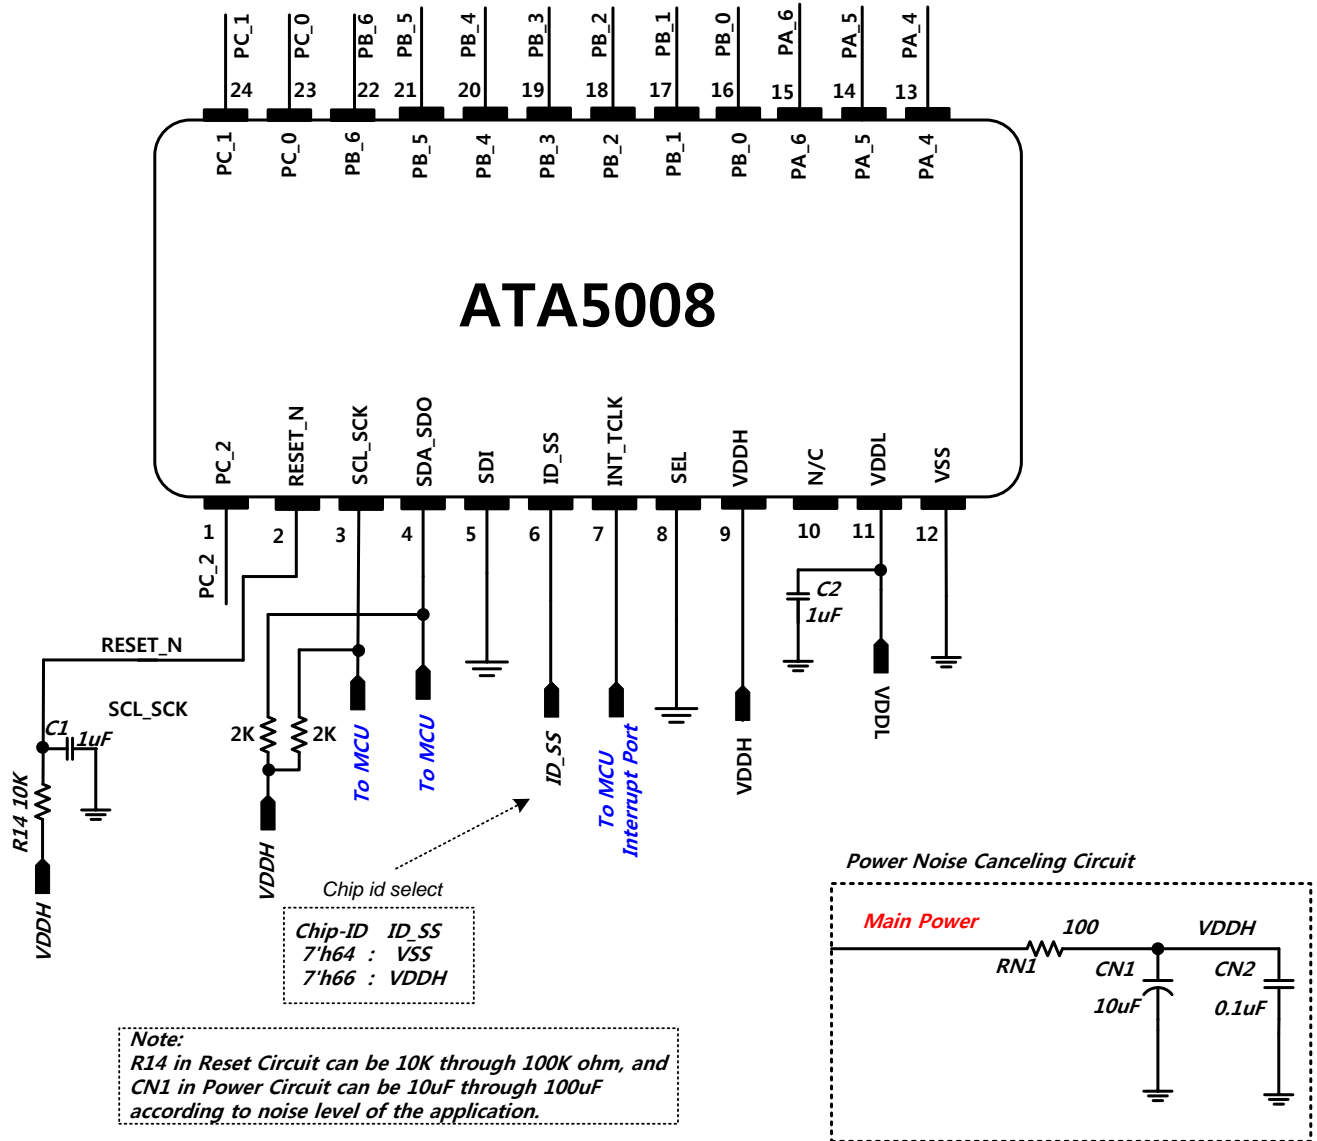 PC_1 PC_0 PB_6 PB_5 PB_4 PB_3 PB_2 PB_1 PB_0 PA_6 PA_5 PA_4
24 23 22 21 20 19 18 17 16 15 14 13
PC_1 PC_0 PB_6 PB_5 PB_4 PB_3 PB_2 PB_1 PB_0 PA_6 PA_5 PA_4
ATA5008
PC_2 RESET_N SCL_SCK SDA_SDO SDI ID_SS INT_TCLK SEL VDDH N/C VDDL VSS
1 2 3 4 5 6 7 8 9 10 11 12
PC_2
C2
1uF
RESET_N
SCL_SCK
C1
1uF
2K
2K
To MCU
To MCU
ID_SS
To MCU
Interrupt Port
VDDH
VDDL
R14 10K
VDDH
VDDH
Chip id select
Chip-ID ID_SS
7'h64 : VSS
7'h66 : VDDH
Power Noise Canceling Circuit
Main Power
100
VDDH
RN1
CN1
CN2
10uF
0.1uF
Note:
R14 in Reset Circuit can be 10K through 100K ohm, and
CN1 in Power Circuit can be 10uF through 100uF
according to noise level of the application.